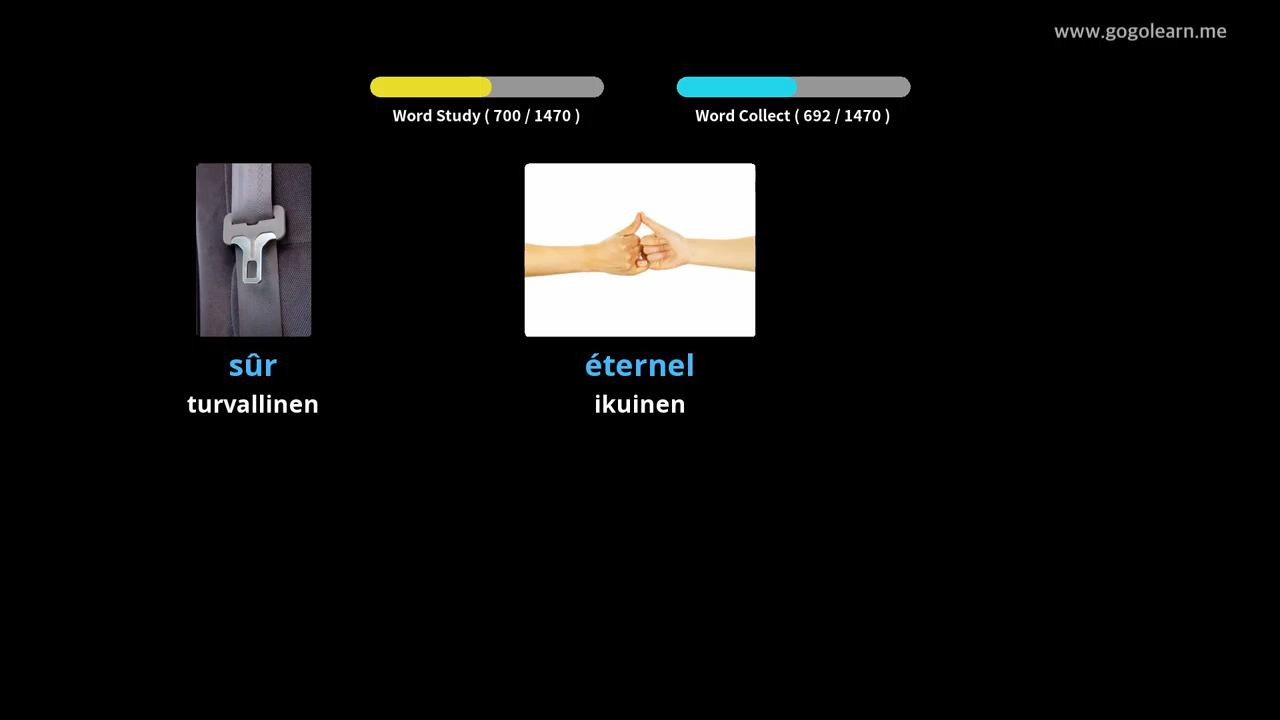 www.gogolearn.me
Word Study ( 700 / 1470 )
Word Collect ( 692 / 1470 )
sûr
turvallinen
éternel
ikuinen